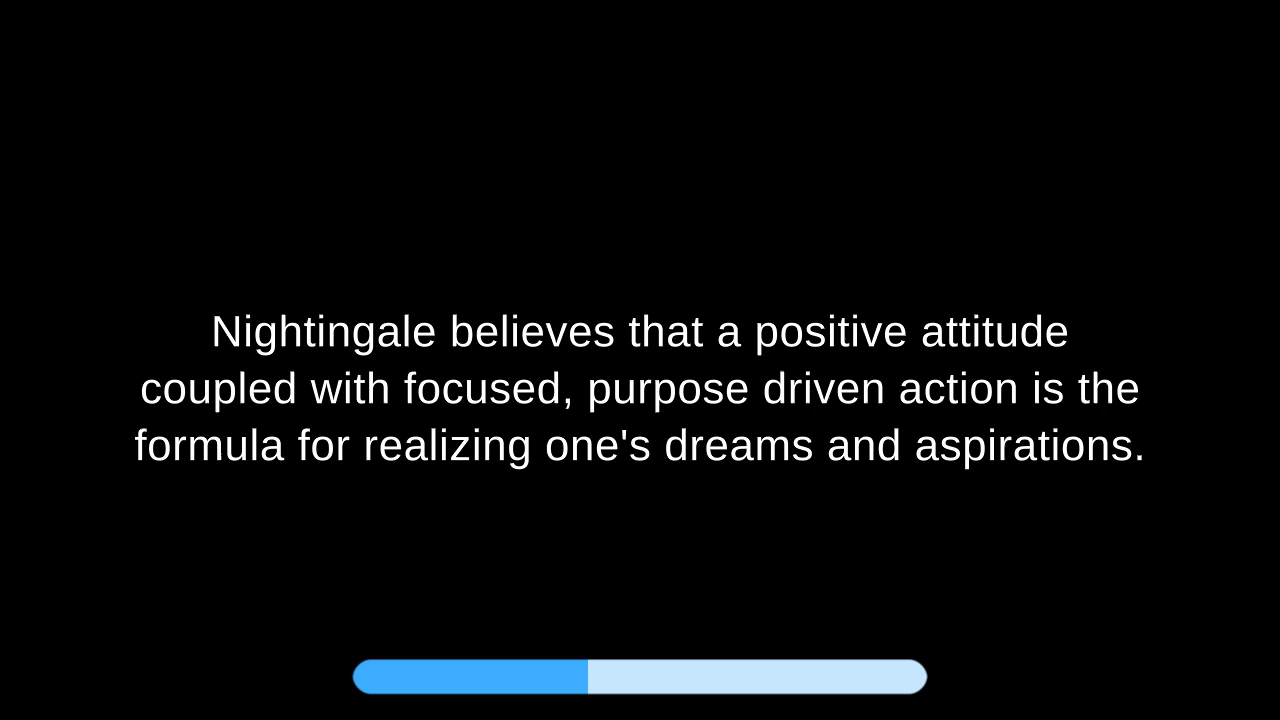 Nightingale believes that a positive attitude
coupled with focused, purpose driven action is the
formula for realizing one's dreams and aspirations.